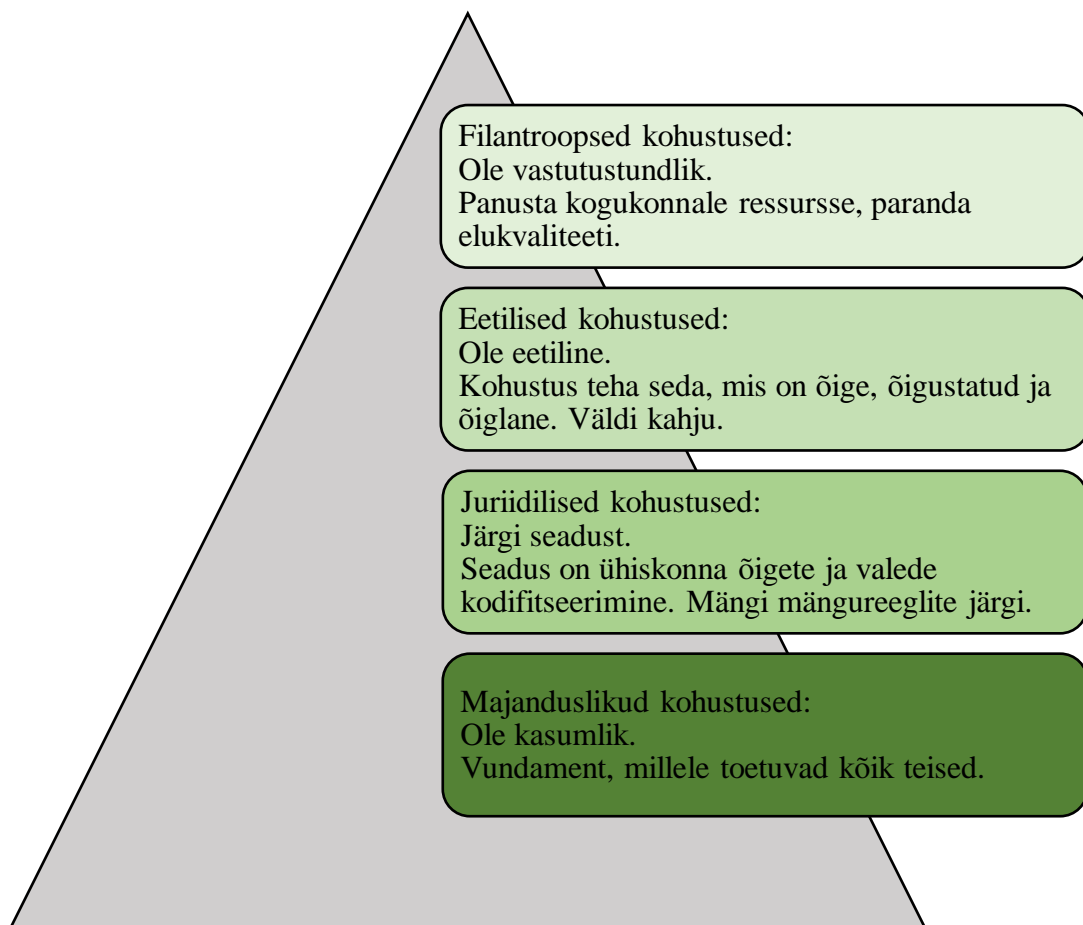 Filantroopsed kohustused:
Ole vastutustundlik.
Panusta kogukonnale ressursse, paranda
elukvaliteeti.
Eetilised kohustused:
Ole eetiline.
Kohustus teha seda, mis on õige, õigustatud ja
õiglane. Väldi kahju.
Juriidilised kohustused:
Järgi seadust.
Seadus on ühiskonna õigete ja valede
kodifitseerimine. Mängi mängureeglite järgi.
Majanduslikud kohustused:
Ole kasumlik.
Vundament, millele toetuvad kõik teised.